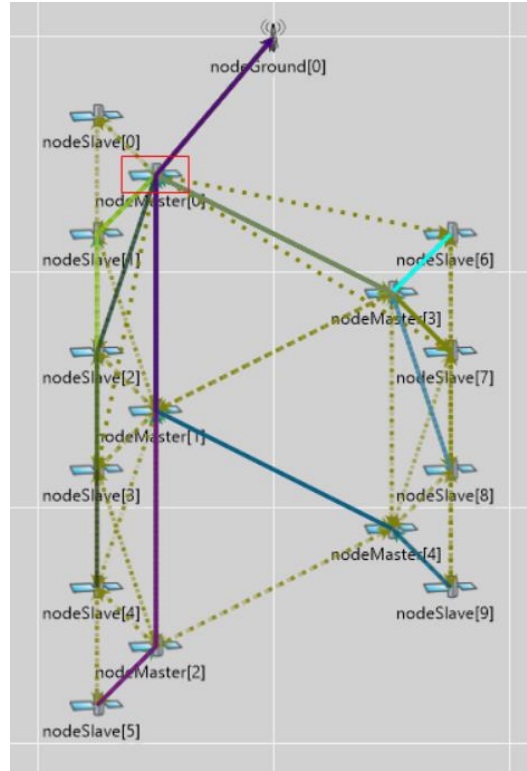 nodeGround[0]
nodeSlave[0]
nodeMaster[0]
nodeSlave[1]
nodeSlave[6]
nodeMaster[3]
nodeSlave[2]
nodeSlave[7]
nodeMaster[1]
nodeSlave[3]
nodeSlave[8]
nodeMaster[4]
nodeSlave[4]
nodeSlave[9]
nodeMaster[2]
nodeSlave[5]